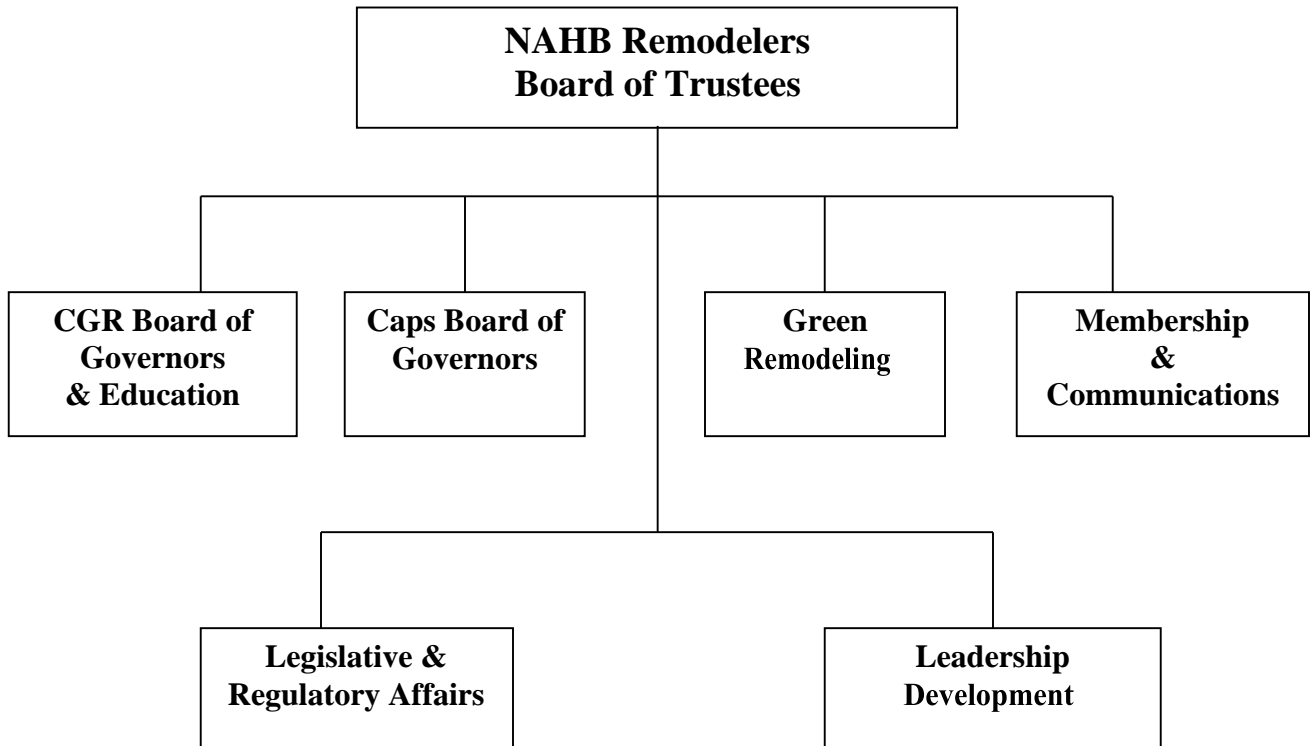 NAHB Remodelers
Board of Trustees
CGR Board of
Governors
& Education
Caps Board of
Governors
Green
Remodeling
Membership
&
Communications
Legislative &
Regulatory Affairs
Leadership
Development